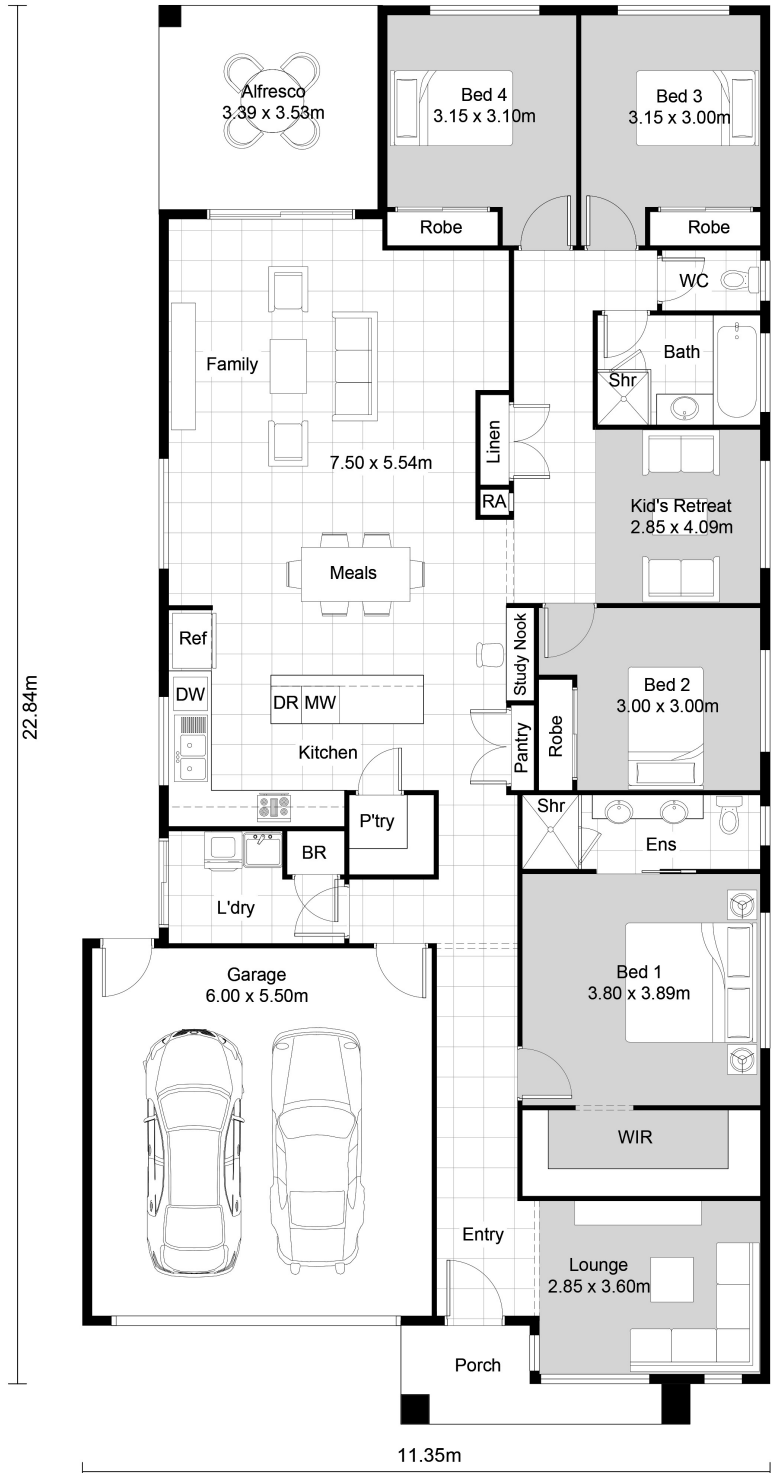 Alfresco
3.39 x 3.53m
Bed 4
3.15 x 3.10m
Bed 3
3.15 x 3.00m
Robe
Robe
WC
Family
Bath
Shr
Linen
7.50 x 5.54m
RA
Kid's Retreat
2.85 x 4.09m
Meals
Ref
Study Nook
DW
DR MW
Bed 2
3.00 x 3.00m
22.84m
Kitchen
Pantry
Robe
P'try
Shr
Ens
BR
L'dry
Garage
6.00 x 5.50m
Bed 1
3.80 x 3.89m
WIR
Entry
Lounge
2.85 x 3.60m
Porch
11.35m